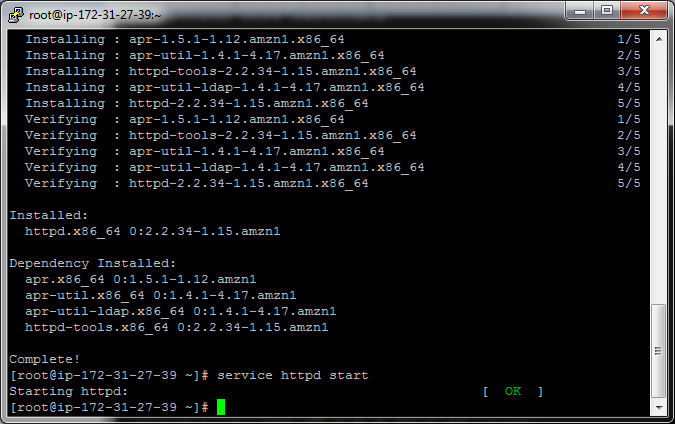 root@ip-172-31-27-39:~
Installing : apr-1.5.1-1.12.amzn1.x86_64 1/5
Installing : apr-util-1.4.1-4.17.amzn1.x86_64 2/5
Installing : httpd-tools-2.2.34-1.15.amzn1.x86_64 3/5
Installing : apr-util-ldap-1.4.1-4.17.amzn1.x86_64 4/5
Installing : httpd-2.2.34-1.15.amzn1.x86_64 5/5
Verifying : apr-1.5.1-1.12.amzn1.x86_64 1/5
Verifying : httpd-tools-2.2.34-1.15.amzn1.x86_64 2/5
Verifying : apr-util-1.4.1-4.17.amzn1.x86_64 3/5
Verifying : apr-util-ldap-1.4.1-4.17.amzn1.x86_64 4/5
Verifying : httpd-2.2.34-1.15.amzn1.x86_64 5/5
Installed:
httpd.x86_64 0:2.2.34-1.15.amzn1
Dependency Installed:
apr.x86_64 0:1.5.1-1.12.amzn1
apr-util.x86_64 0:1.4.1-4.17.amzn1
apr-util-ldap.x86_64 0:1.4.1-4.17.amzn1
httpd-tools.x86_64 0:2.2.34-1.15.amzn1
Complete!
[root@ip-172-31-27-39 ~]# service httpd start
Starting httpd: [ OK ]
[root@ip-172-31-27-39 ~]#